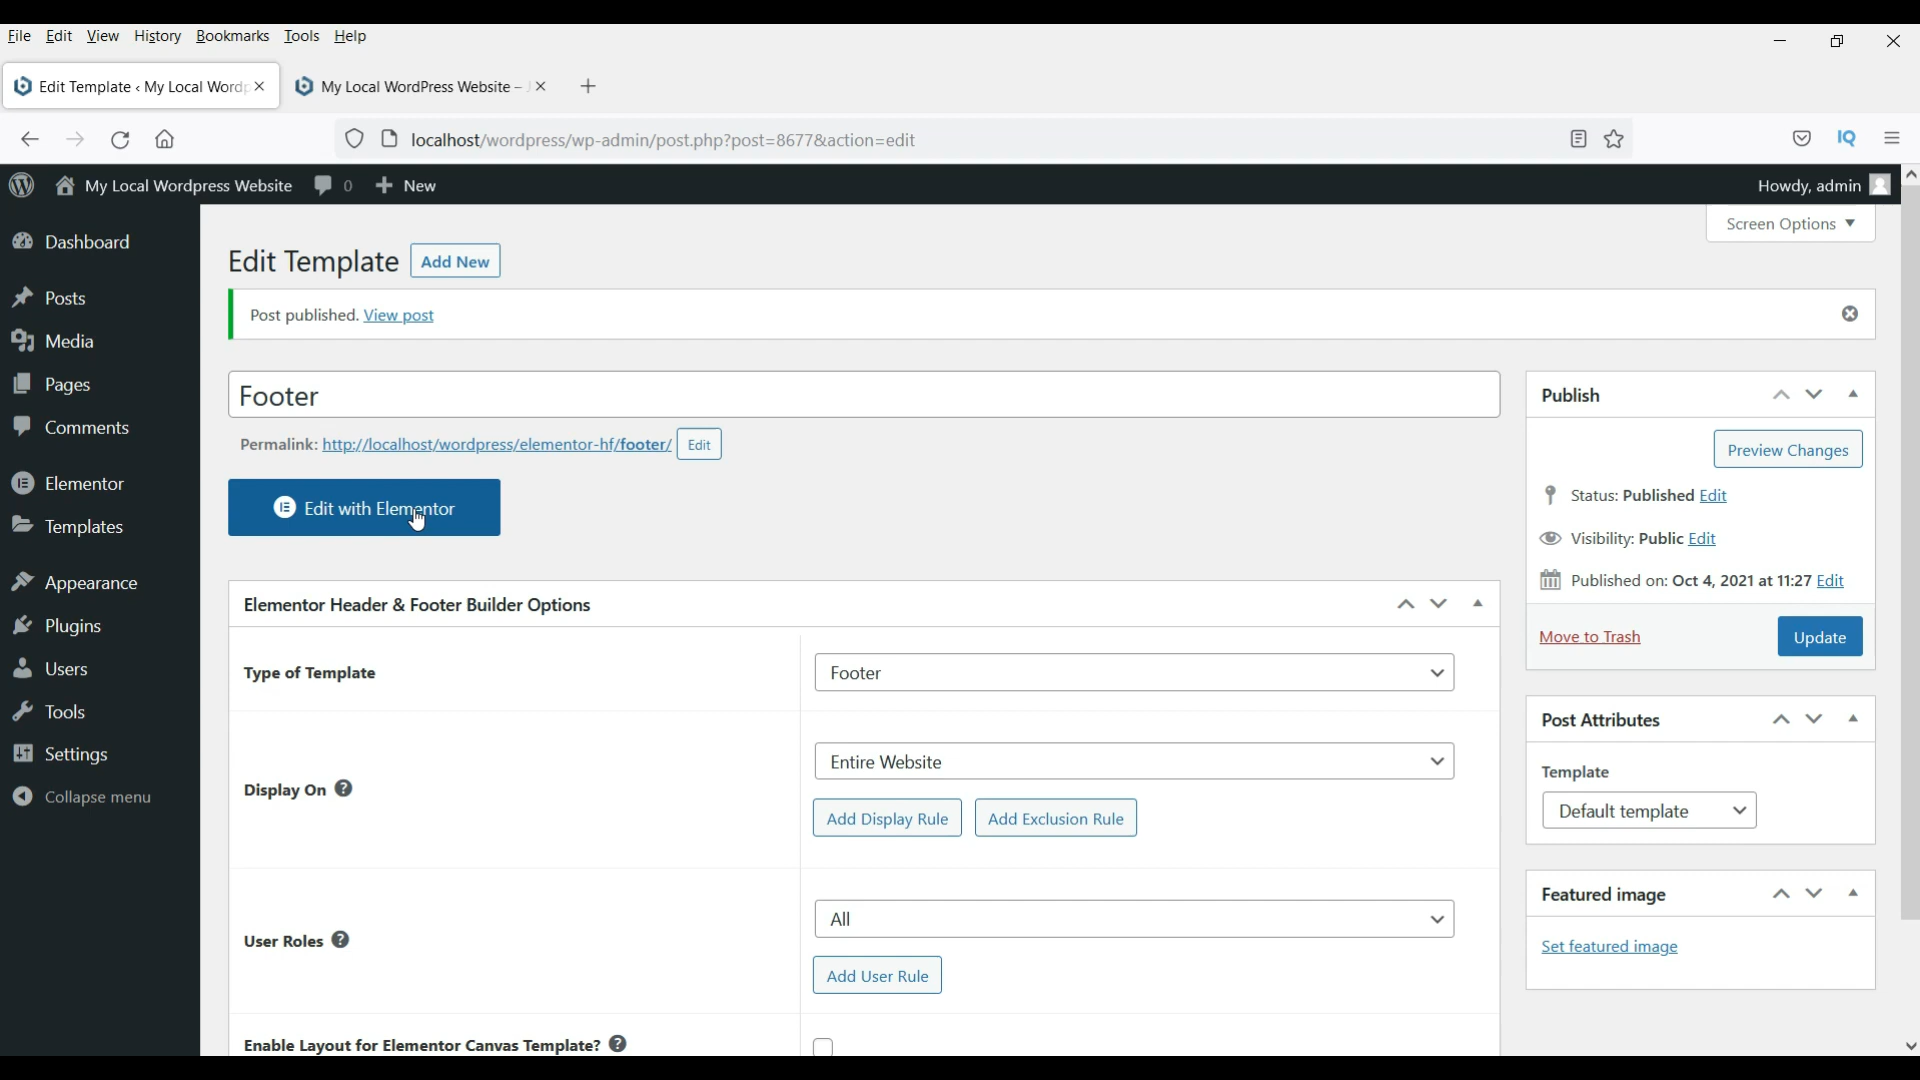 File Edit View History Bookmarks Tools Help
Edit Template ‹ My Local Wordp
My Local WordPress Website –
localhost/wordpress/wp-admin/post.php?post=8677&action=edit
IQ
My Local Wordpress Website
0
New
Howdy, admin
Screen Options
Dashboard
Posts
Media
Pages
Comments
Elementor
Templates
Appearance
Plugins
Users
Tools
Settings
Collapse menu
Edit Template
Add New
Post published. View post
Footer
Permalink: http://localhost/wordpress/elementor-hf/footer/ Edit
Edit with Elementor
Elementor Header & Footer Builder Options
Type of Template
Footer
Display On
Entire Website
Add Display Rule
Add Exclusion Rule
User Roles
All
Add User Rule
Enable Layout for Elementor Canvas Template?
Publish
Preview Changes
Status: Published Edit
Visibility: Public Edit
Published on: Oct 4, 2021 at 11:27 Edit
Move to Trash
Update
Post Attributes
Template
Default template
Featured image
Set featured image